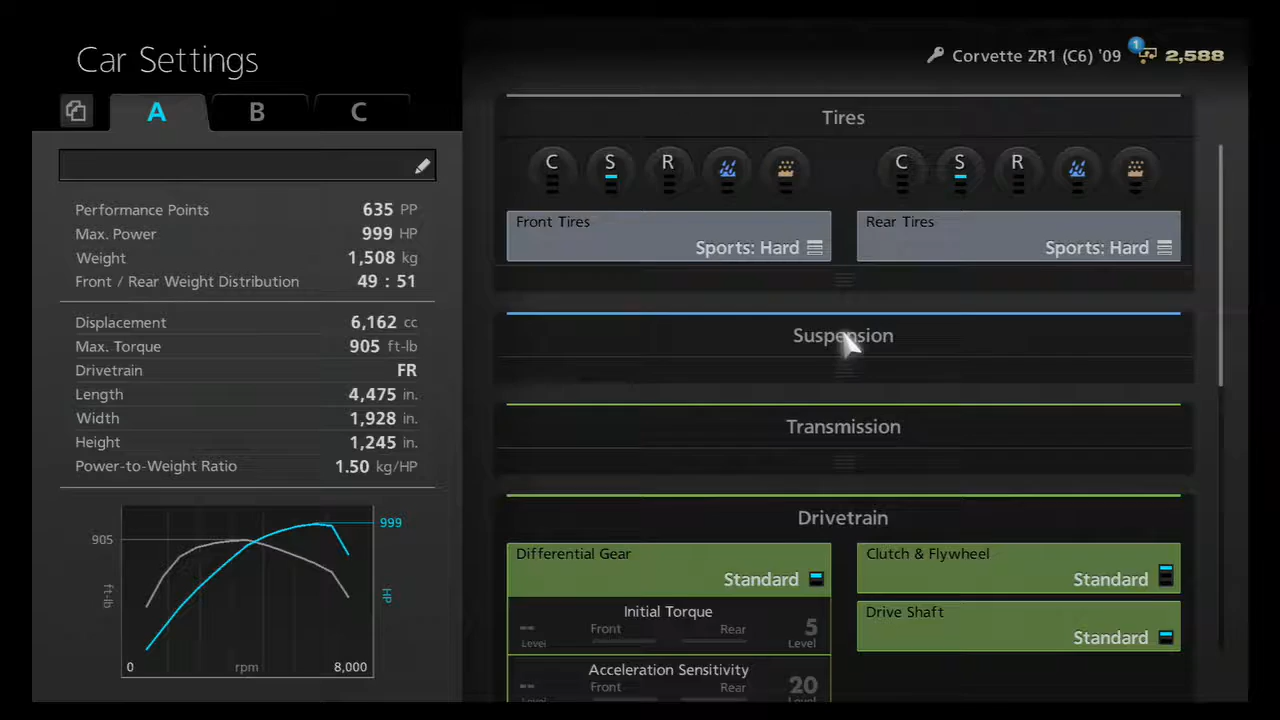 Car Settings
Corvette ZR1 (C6) '09
1
2,588
A
B
C
Performance Points 635 PP
Max. Power 999 HP
Weight 1,508 kg
Front / Rear Weight Distribution 49 : 51
Displacement 6,162 cc
Max. Torque 905 ft-lb
Drivetrain FR
Length 4,475 in.
Width 1,928 in.
Height 1,245 in.
Power-to-Weight Ratio 1.50 kg/HP
999
905
ft-lb
HP
0 rpm 8,000
Tires
C S R C S R
Front Tires
Sports: Hard
Rear Tires
Sports: Hard
Suspension
Transmission
Drivetrain
Differential Gear
Standard
Clutch & Flywheel
Standard
Initial Torque
-- Front Rear 5
Level Level
Drive Shaft
Standard
Acceleration Sensitivity
-- Front Rear 20
Level Level